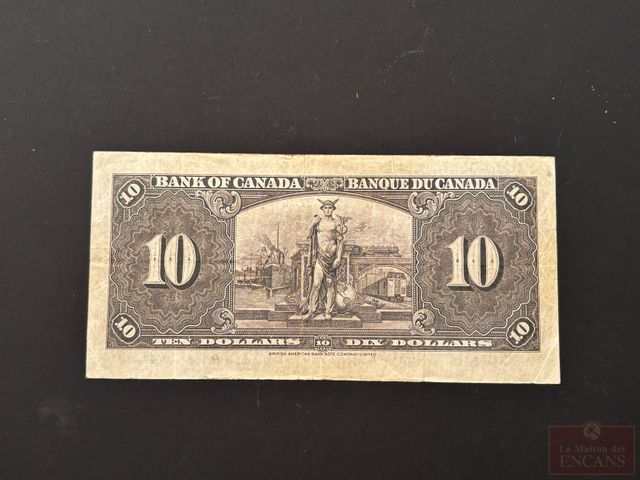 10 BANK OF CANADA BANQUE DU CANADA 10
10 10
10 TEN DOLLARS 10 DIX DOLLARS 10
BRITISH AMERICAN BANK NOTE COMPANY LIMITED
La Maison des
ENCANS